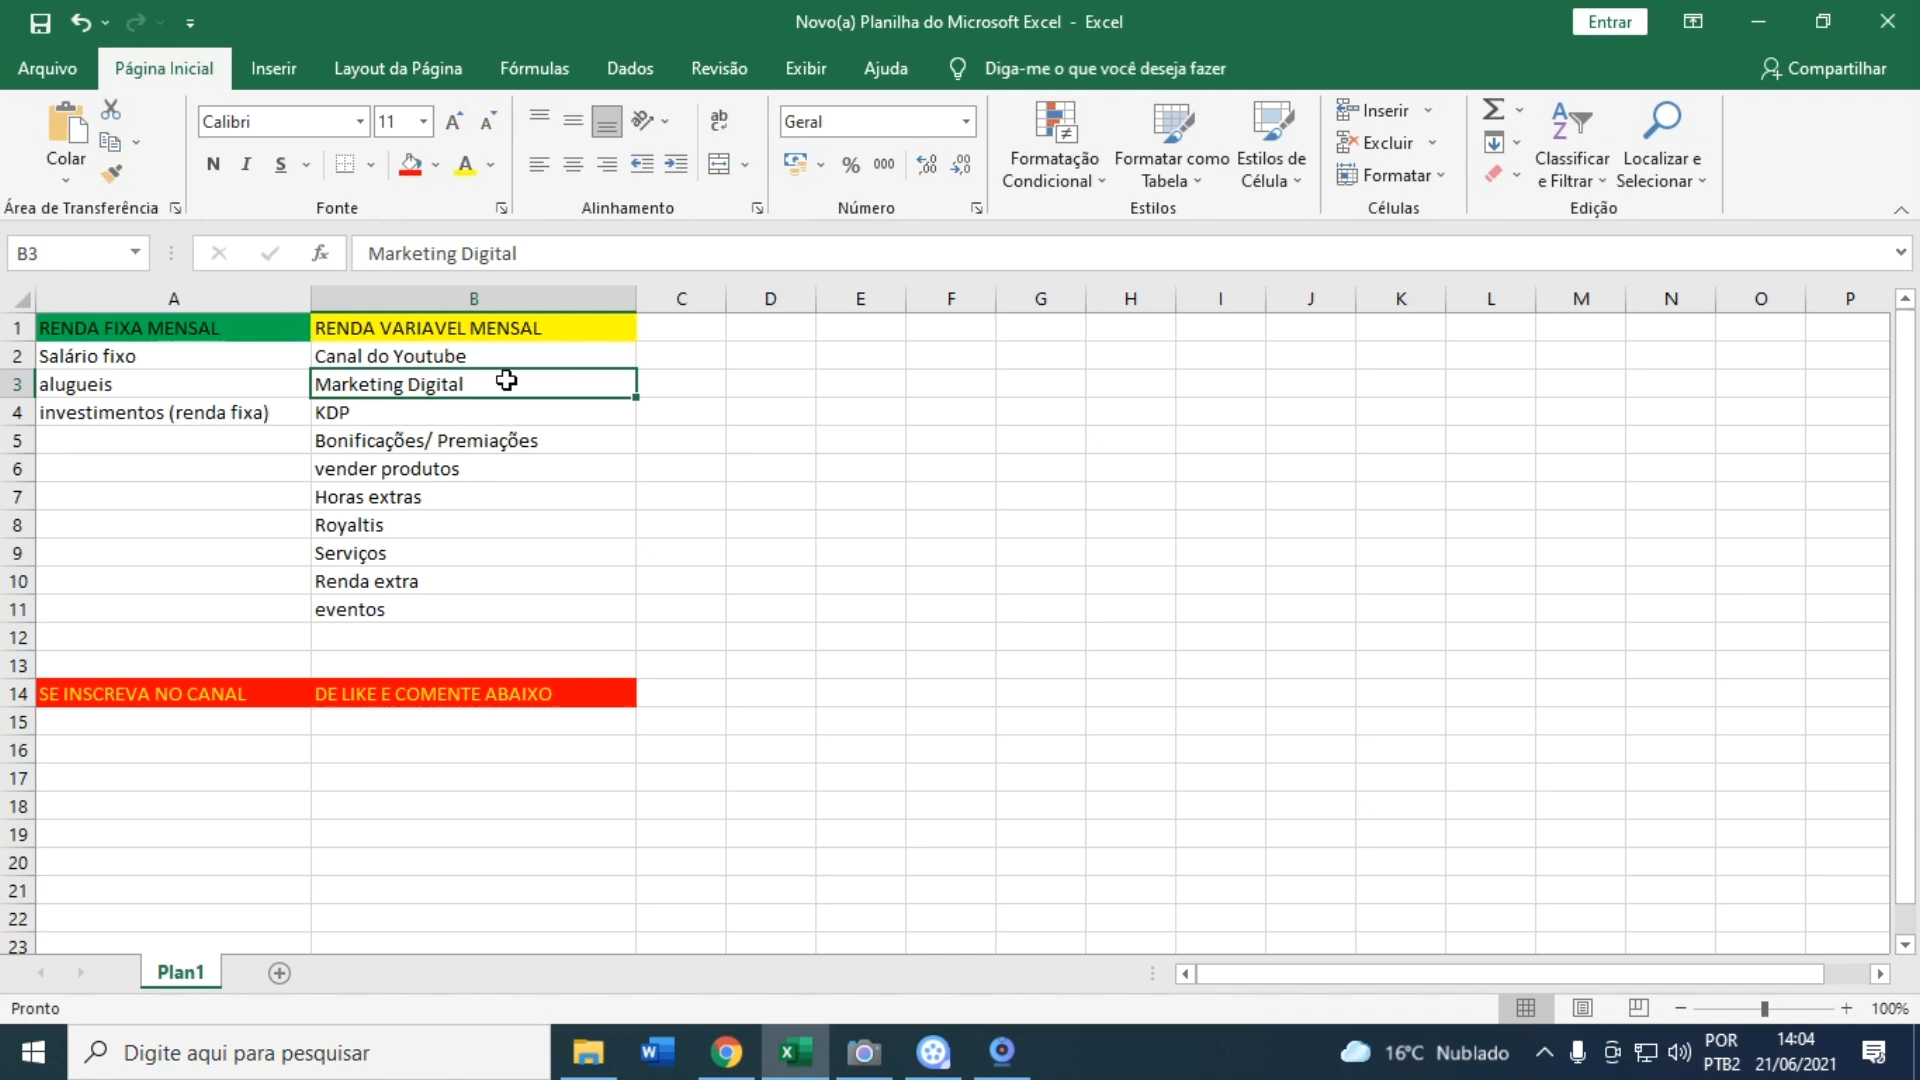 Novo(a) Planilha do Microsoft Excel - Excel
Entrar
Arquivo Página Inicial Inserir Layout da Página Fórmulas Dados Revisão Exibir Ajuda Diga-me o que você deseja fazer Compartilhar
Colar
Área de Transferência
Calibri 11
N I S A
Fonte
ab
c
Alinhamento
Geral
% 000 ,00 ,00
Número
Formatação Condicional
Formatar como Tabela
Estilos de Célula
Estilos
Inserir
Excluir
Formatar
Células
Classificar e Filtrar
Localizar e Selecionar
Edição
B3 fx Marketing Digital
A B C D E F G H I J K L M N O P
1 RENDA FIXA MENSAL RENDA VARIAVEL MENSAL
2 Salário fixo Canal do Youtube
3 alugueis Marketing Digital
4 investimentos (renda fixa) KDP
5 Bonificações/ Premiações
6 vender produtos
7 Horas extras
8 Royaltis
9 Serviços
10 Renda extra
11 eventos
12
13
14 SE INSCREVA NO CANAL DE LIKE E COMENTE ABAIXO
15
16
17
18
19
20
21
22
23
Plan1
Pronto
100%
Digite aqui para pesquisar
16°C Nublado
POR
PTB2
14:04
21/06/2021